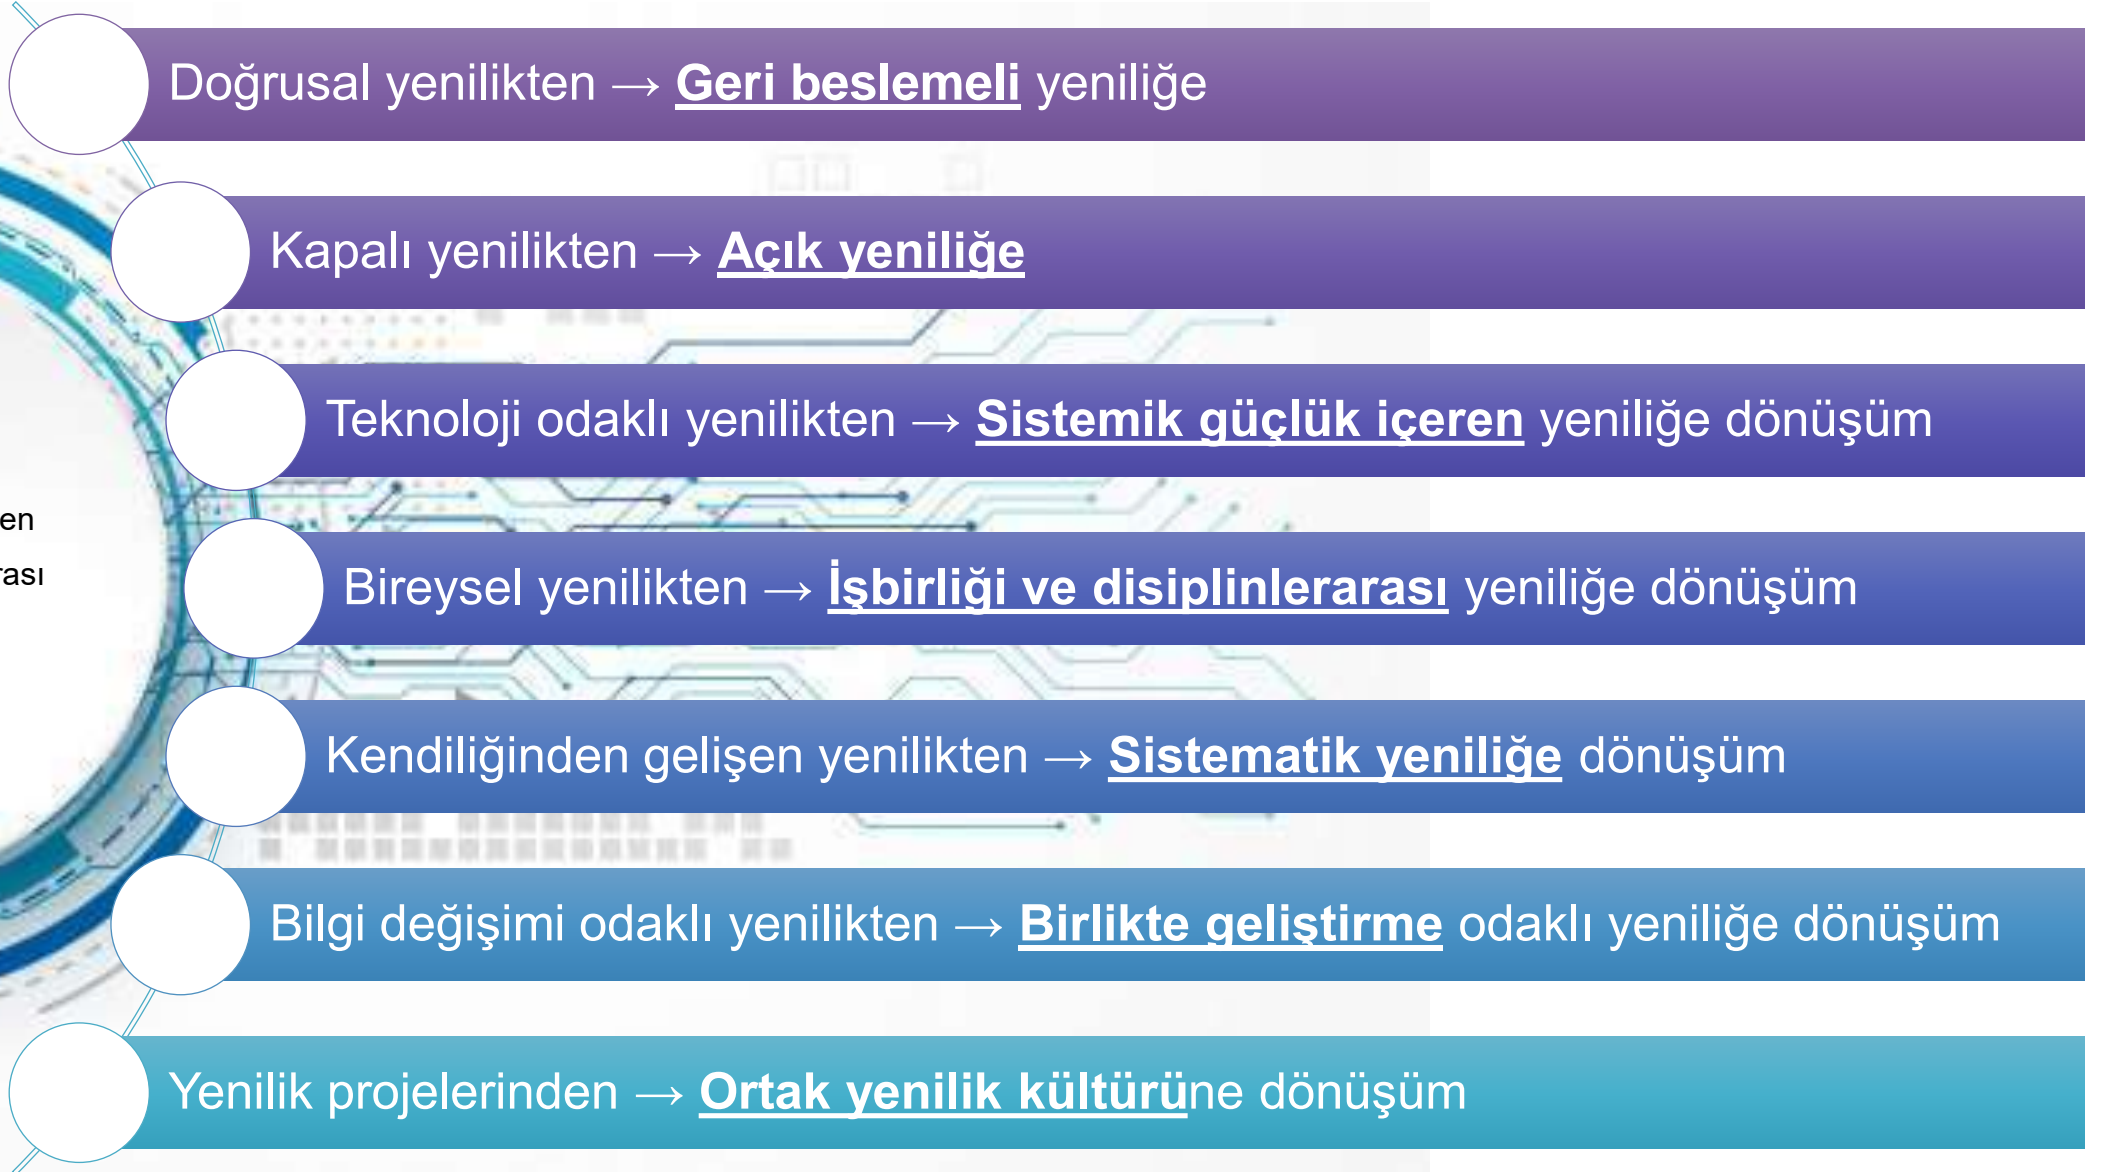 Doğrusal yenilikten → Geri beslemeli yeniliğe
Kapalı yenilikten → Açık yeniliğe
Teknoloji odaklı yenilikten → Sistemik güçlük içeren yeniliğe dönüşüm
Bireysel yenilikten → İşbirliği ve disiplinlerarası yeniliğe dönüşüm
Kendiliğinden gelişen yenilikten → Sistematik yeniliğe dönüşüm
Bilgi değişimi odaklı yenilikten → Birlikte geliştirme odaklı yeniliğe dönüşüm
Yenilik projelerinden → Ortak yenilik kültürüne dönüşüm